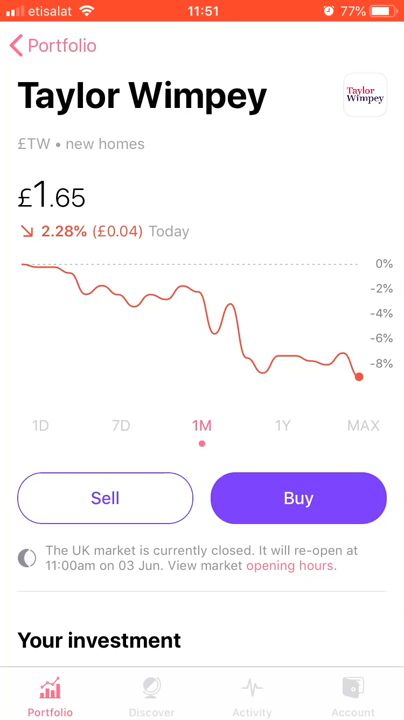 etisalat 11:51 77%
Portfolio
Taylor Wimpey
Taylor
Wimpey
£TW • new homes
£1.65
2.28% (£0.04) Today
0%
-2%
-4%
-6%
-8%
1D 7D 1M 1Y MAX
Sell Buy
The UK market is currently closed. It will re-open at
11:00am on 03 Jun. View market opening hours.
Your investment
Portfolio Discover Activity Account